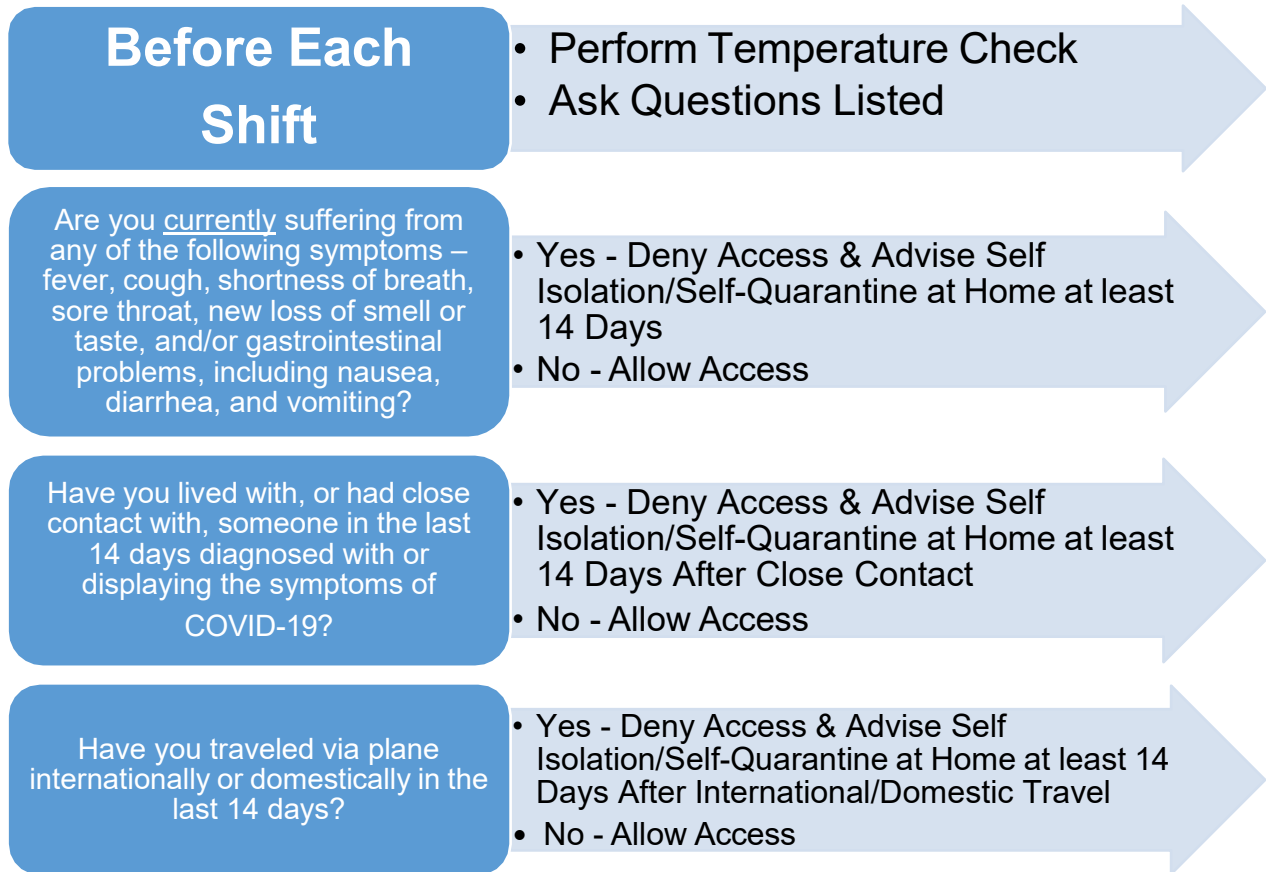 Before Each
Shift
• Perform Temperature Check
• Ask Questions Listed
Are you currently suffering from
any of the following symptoms –
fever, cough, shortness of breath,
sore throat, new loss of smell or
taste, and/or gastrointestinal
problems, including nausea,
diarrhea, and vomiting?
• Yes - Deny Access & Advise Self
Isolation/Self-Quarantine at Home at least
14 Days
• No - Allow Access
Have you lived with, or had close
contact with, someone in the last
14 days diagnosed with or
displaying the symptoms of
COVID-19?
• Yes - Deny Access & Advise Self
Isolation/Self-Quarantine at Home at least
14 Days After Close Contact
• No - Allow Access
Have you traveled via plane
internationally or domestically in the
last 14 days?
• Yes - Deny Access & Advise Self
Isolation/Self-Quarantine at Home at least 14
Days After International/Domestic Travel
• No - Allow Access